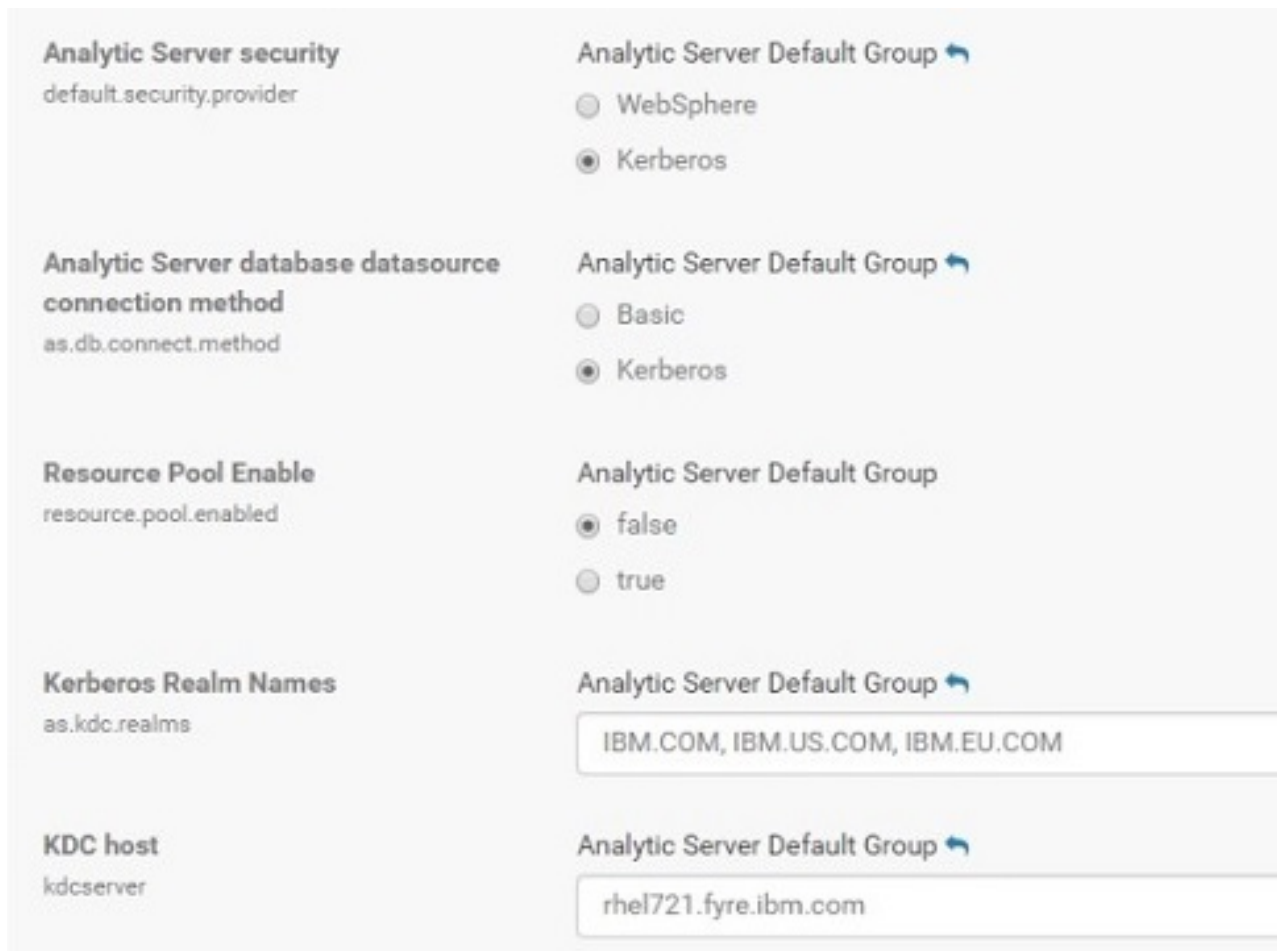 Analytic Server security
default.security.provider
Analytic Server Default Group
WebSphere
Kerberos
Analytic Server database datasource
connection method
as.db.connect.method
Analytic Server Default Group
Basic
Kerberos
Resource Pool Enable
resource.pool.enabled
Analytic Server Default Group
false
true
Kerberos Realm Names
as.kdc.realms
Analytic Server Default Group
IBM.COM, IBM.US.COM, IBM.EU.COM
KDC host
kdcserver
Analytic Server Default Group
rhel721.fyre.ibm.com